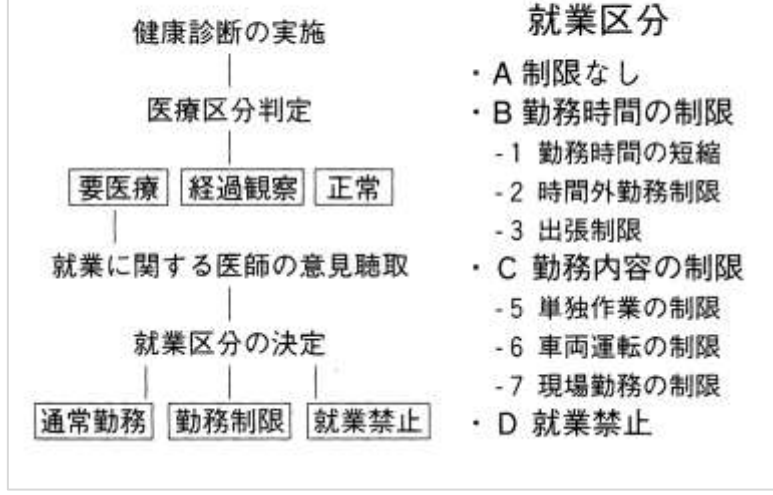 健康診断の実施
医療区分判定
要医療 経過観察 正常
就業に関する医師の意見聴取
就業区分の決定
通常勤務 勤務制限 就業禁止
就業区分
・A 制限なし
・B 勤務時間の制限
-1 勤務時間の短縮
-2 時間外勤務制限
-3 出張制限
・C 勤務内容の制限
-5 単独作業の制限
-6 車両運転の制限
-7 現場勤務の制限
・D 就業禁止